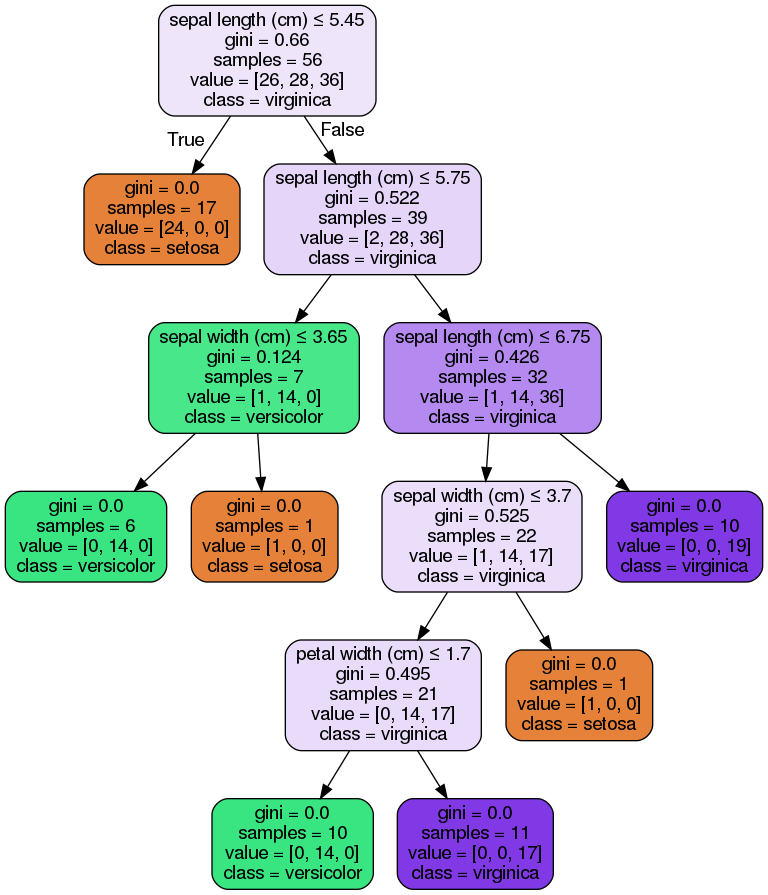 sepal length (cm) ≤ 5.45
gini = 0.66
samples = 56
value = [26, 28, 36]
class = virginica
True
False
gini = 0.0
samples = 17
value = [24, 0, 0]
class = setosa
sepal length (cm) ≤ 5.75
gini = 0.522
samples = 39
value = [2, 28, 36]
class = virginica
sepal width (cm) ≤ 3.65
gini = 0.124
samples = 7
value = [1, 14, 0]
class = versicolor
sepal length (cm) ≤ 6.75
gini = 0.426
samples = 32
value = [1, 14, 36]
class = virginica
gini = 0.0
samples = 6
value = [0, 14, 0]
class = versicolor
gini = 0.0
samples = 1
value = [1, 0, 0]
class = setosa
sepal width (cm) ≤ 3.7
gini = 0.525
samples = 22
value = [1, 14, 17]
class = virginica
gini = 0.0
samples = 10
value = [0, 0, 19]
class = virginica
petal width (cm) ≤ 1.7
gini = 0.495
samples = 21
value = [0, 14, 17]
class = virginica
gini = 0.0
samples = 1
value = [1, 0, 0]
class = setosa
gini = 0.0
samples = 10
value = [0, 14, 0]
class = versicolor
gini = 0.0
samples = 11
value = [0, 0, 17]
class = virginica